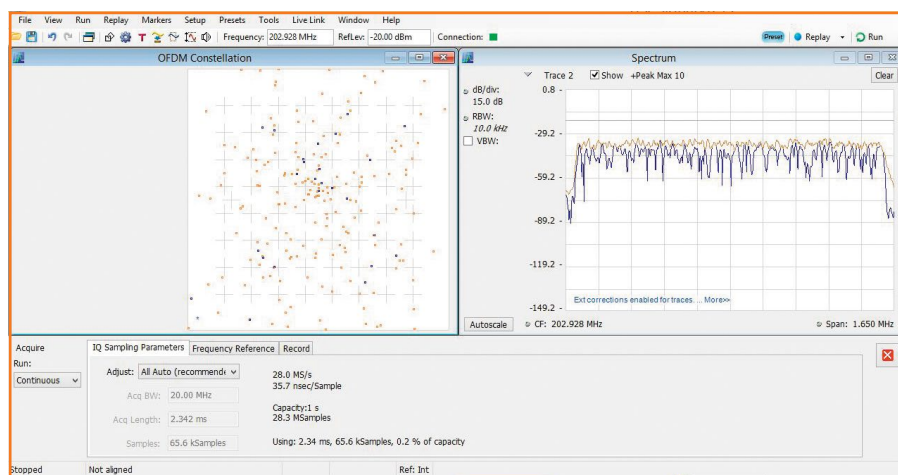 File View Run Replay Markers Setup Presets Tools Live Link Window Help
T Frequency: 202.928 MHz RefLev: -20.00 dBm Connection: Preset Replay Run
OFDM Constellation
Spectrum
Trace 2 Show +Peak Max 10 Clear
dB/div:
15.0 dB
RBW:
10.0 kHz
VBW:
0.8
-29.2
-59.2
-89.2
-119.2
-149.2
Ext corrections enabled for traces. ... More>>
Autoscale CF: 202.928 MHz Span: 1.650 MHz
Acquire
Run:
Continuous
IQ Sampling Parameters Frequency Reference Record
Adjust: All Auto (recommende
Acq BW: 20.00 MHz
Acq Length: 2.342 ms
Samples: 65.6 kSamples
28.0 MS/s
35.7 nsec/Sample
Capacity:1 s
28.3 MSamples
Using: 2.34 ms, 65.6 kSamples, 0.2 % of capacity
Stopped Not aligned Ref: Int